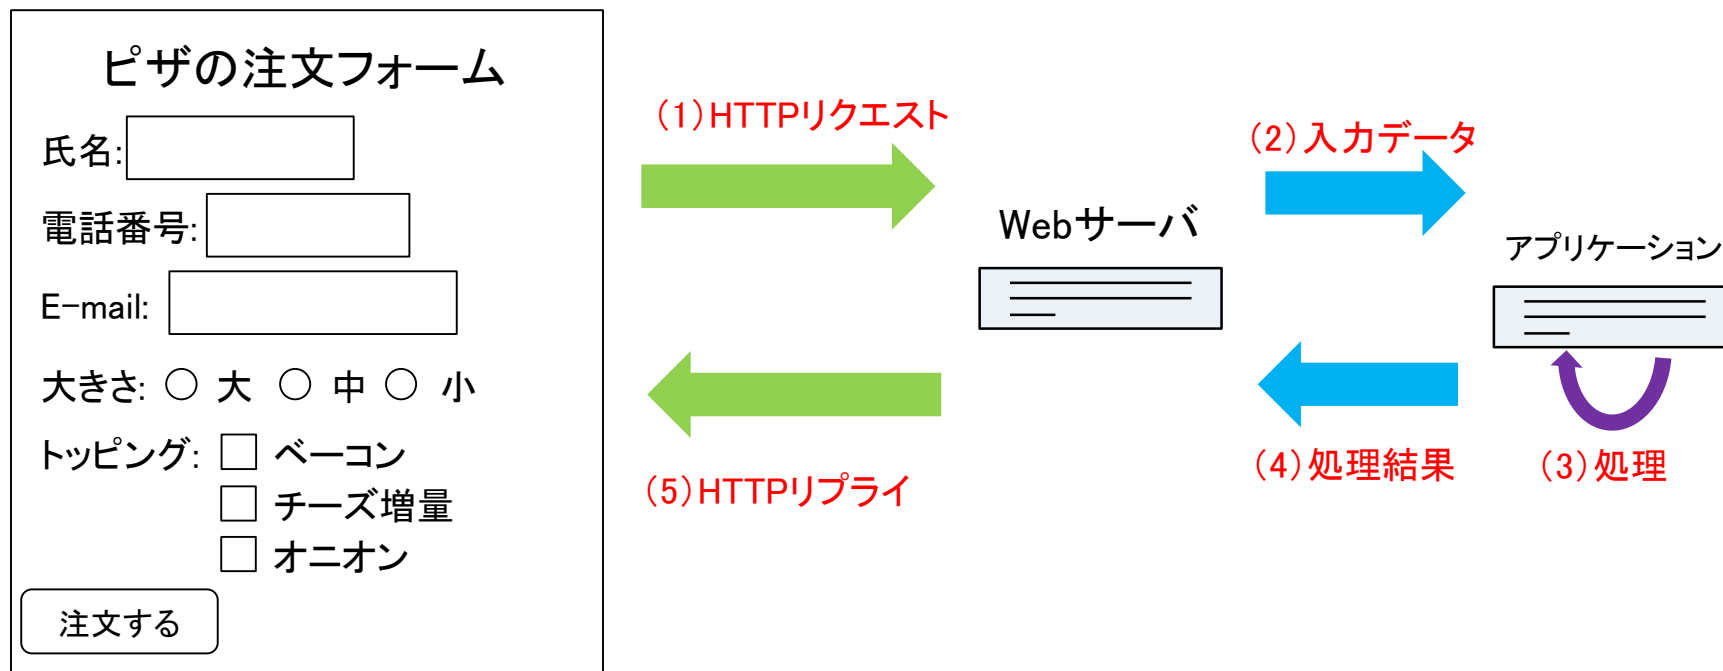 ピザの注文フォーム
氏名:
電話番号:
E-mail:
大きさ: 大 中 小
トッピング: ベーコン
チーズ増量
オニオン
注文する
(1)HTTPリクエスト
(2)入力データ
Webサーバ
アプリケーション
(3)処理
(4)処理結果
(5)HTTPリプライ